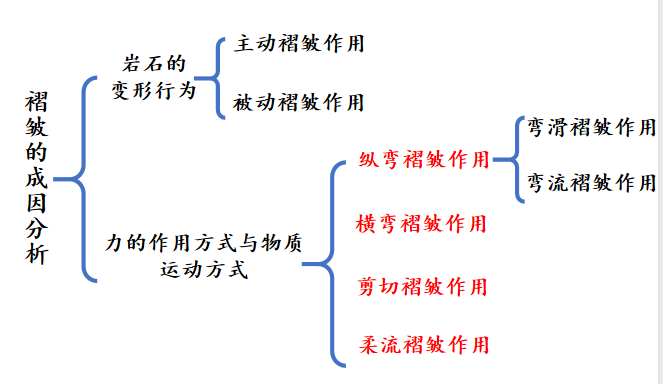 褶皱的成因分析
岩石的
变形行为
主动褶皱作用
被动褶皱作用
力的作用方式与物质
运动方式
纵弯褶皱作用
弯滑褶皱作用
弯流褶皱作用
横弯褶皱作用
剪切褶皱作用
柔流褶皱作用